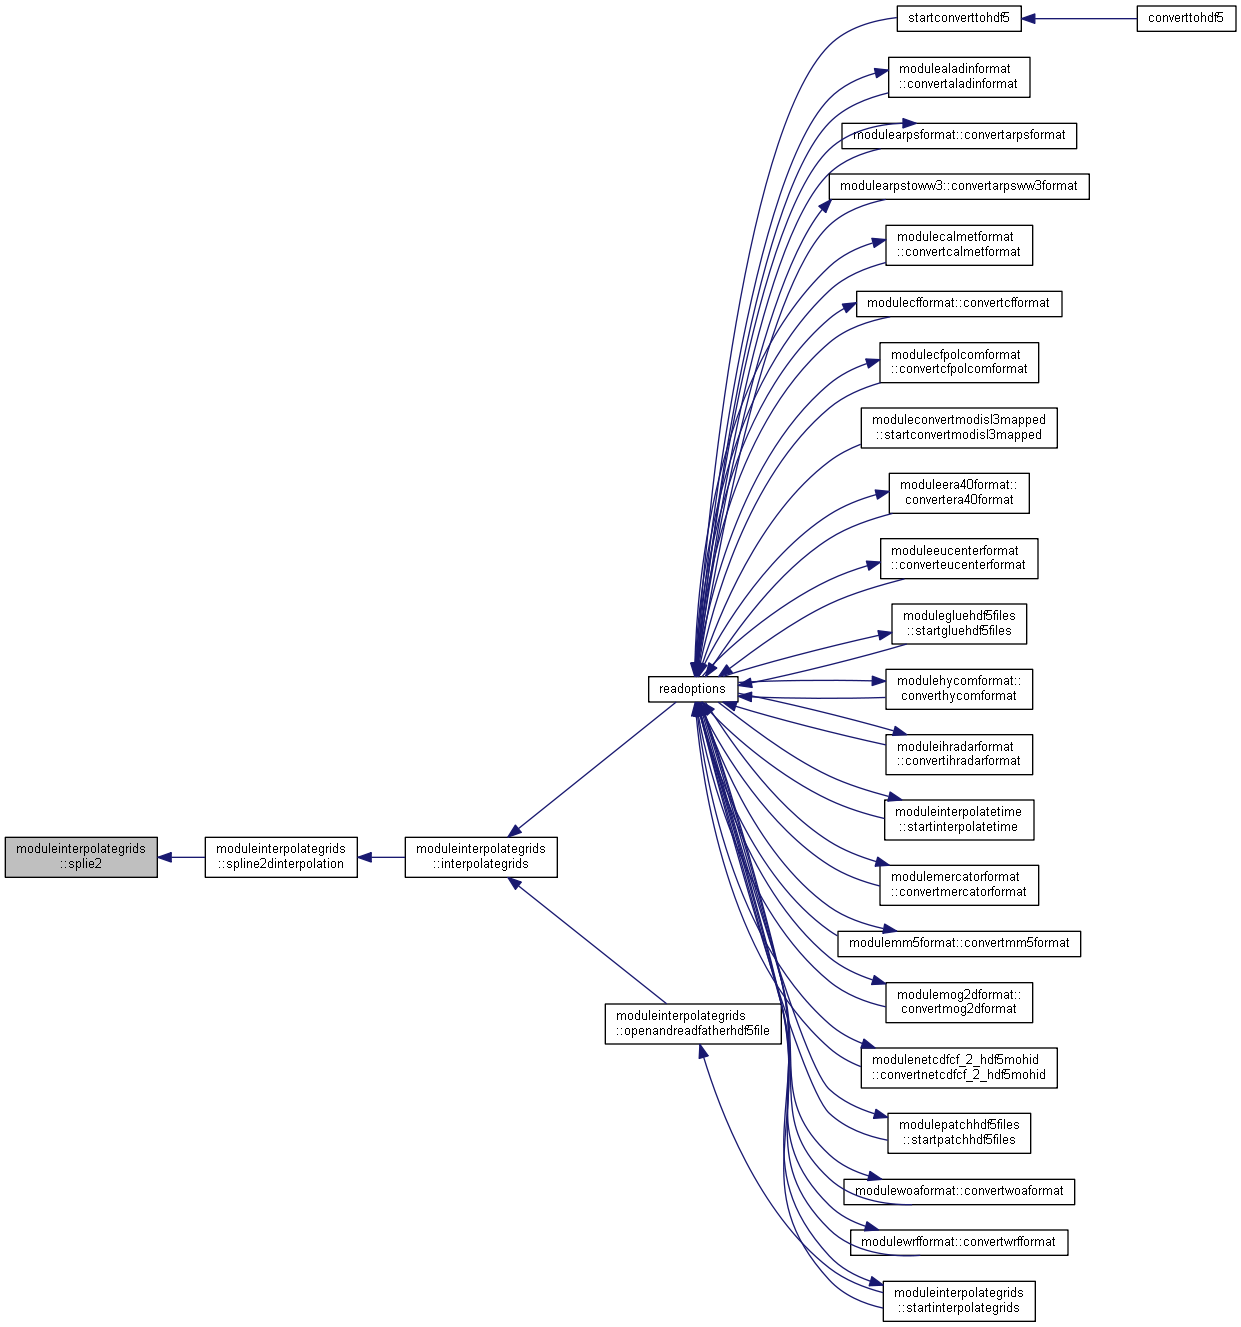 startconverttohdf5
converttohdf5
modulealadinformat
::convertaladinformat
modulearpsformat::convertarpsformat
modulearpstoww3::convertarpsww3format
modulecalmetformat
::convertcalmetformat
modulecfformat::convertcfformat
modulecfpolcomformat
::convertcfpolcomformat
moduleconvertmodisl3mapped
::startconvertmodisl3mapped
moduleera40format::
convertera40format
moduleeucenterformat
::converteucenterformat
modulegluehdf5files
::startgluehdf5files
readoptions
modulehycomformat::
converthycomformat
moduleihradarformat
::convertihradarformat
moduleinterpolatetime
::startinterpolatetime
moduleinterpolategrids
::splie2
moduleinterpolategrids
::spline2dinterpolation
moduleinterpolategrids
::interpolategrids
modulemercatorformat
::convertmercatorformat
modulemm5format::convertmm5format
modulemog2dformat::
convertmog2dformat
moduleinterpolategrids
::openandreadfatherhdf5file
modulenetcdfcf_2_hdf5mohid
::convertnetcdfcf_2_hdf5mohid
modulepatchhdf5files
::startpatchhdf5files
modulewoaformat::convertwoaformat
modulewrfformat::convertwrfformat
moduleinterpolategrids
::startinterpolategrids